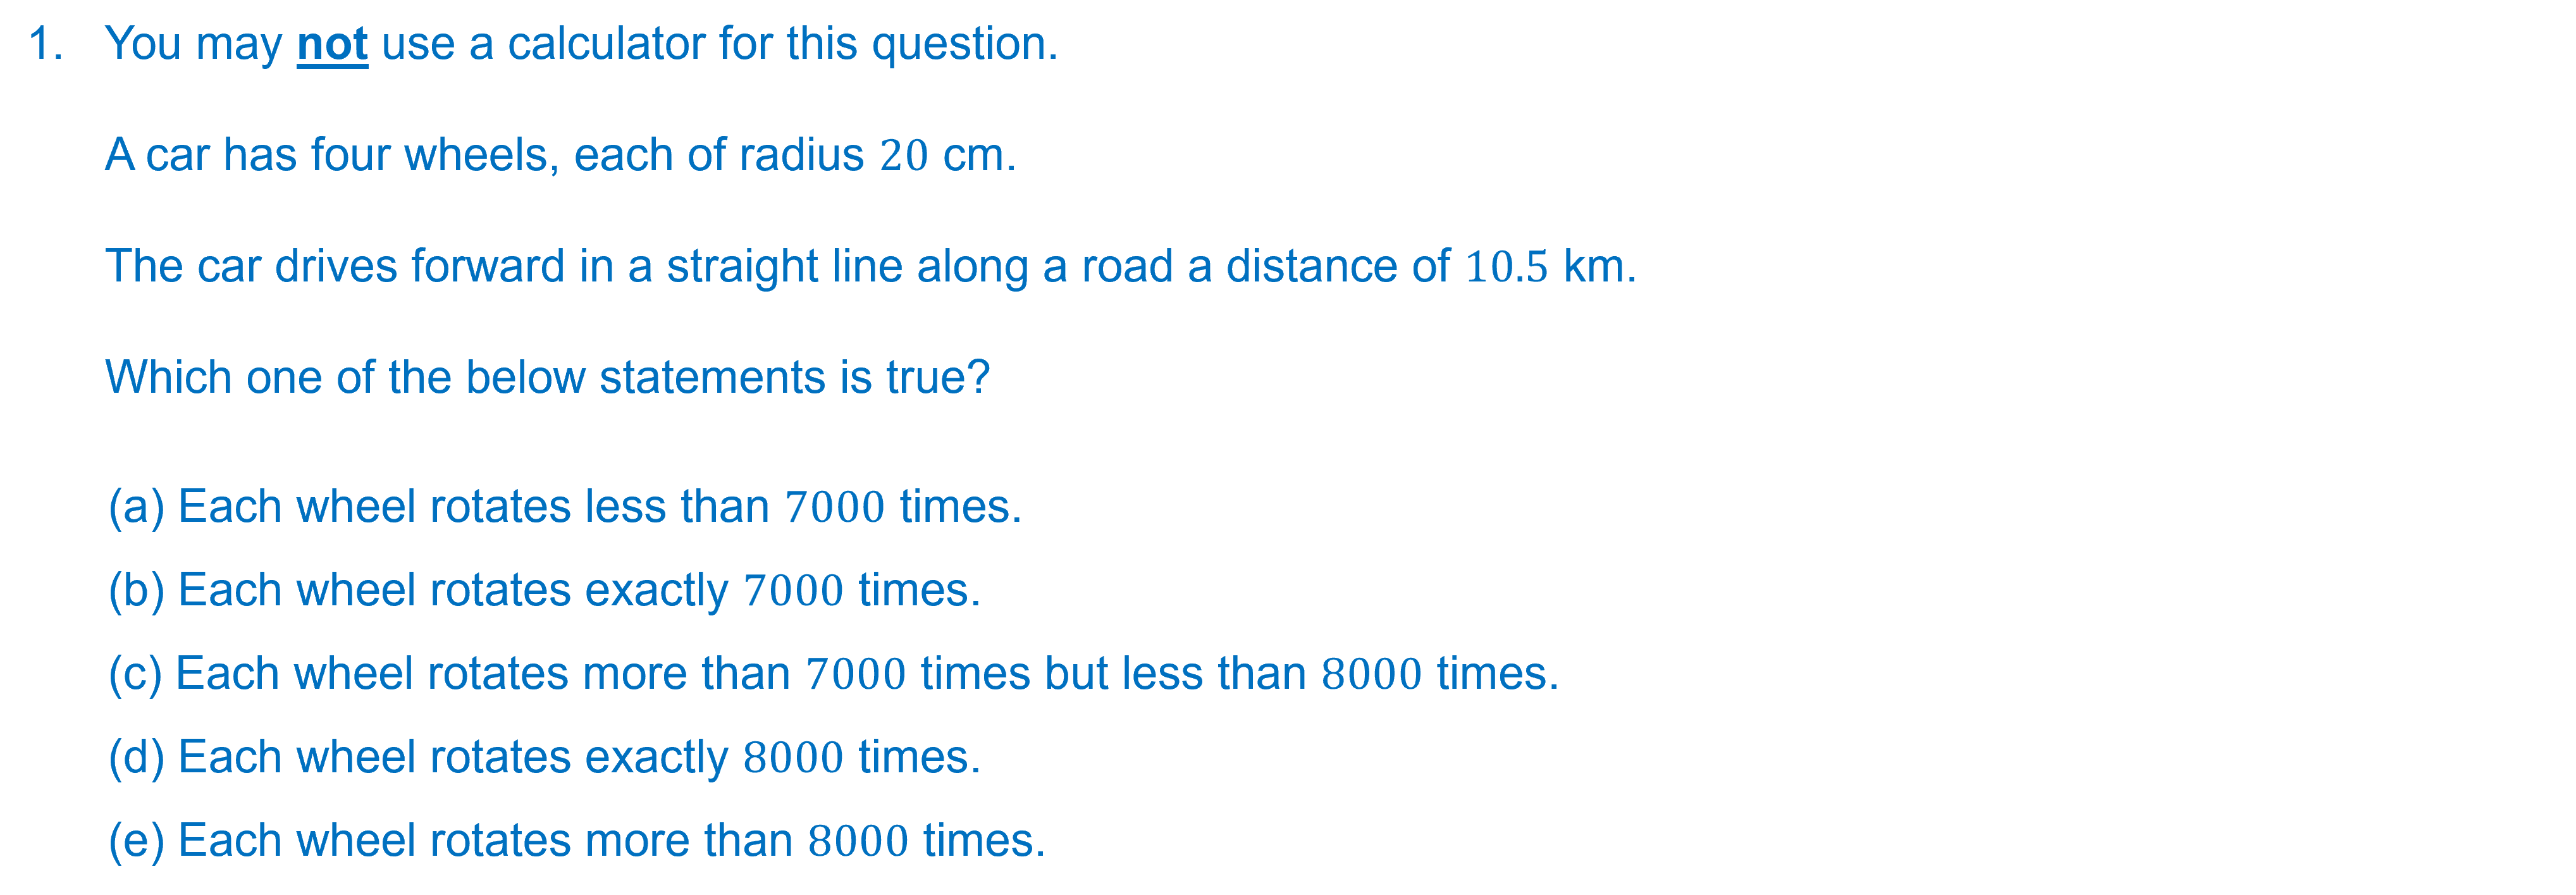 1. You may not use a calculator for this question.
A car has four wheels, each of radius 20 cm.
The car drives forward in a straight line along a road a distance of 10.5 km.
Which one of the below statements is true?
(a) Each wheel rotates less than 7000 times.
(b) Each wheel rotates exactly 7000 times.
(c) Each wheel rotates more than 7000 times but less than 8000 times.
(d) Each wheel rotates exactly 8000 times.
(e) Each wheel rotates more than 8000 times.